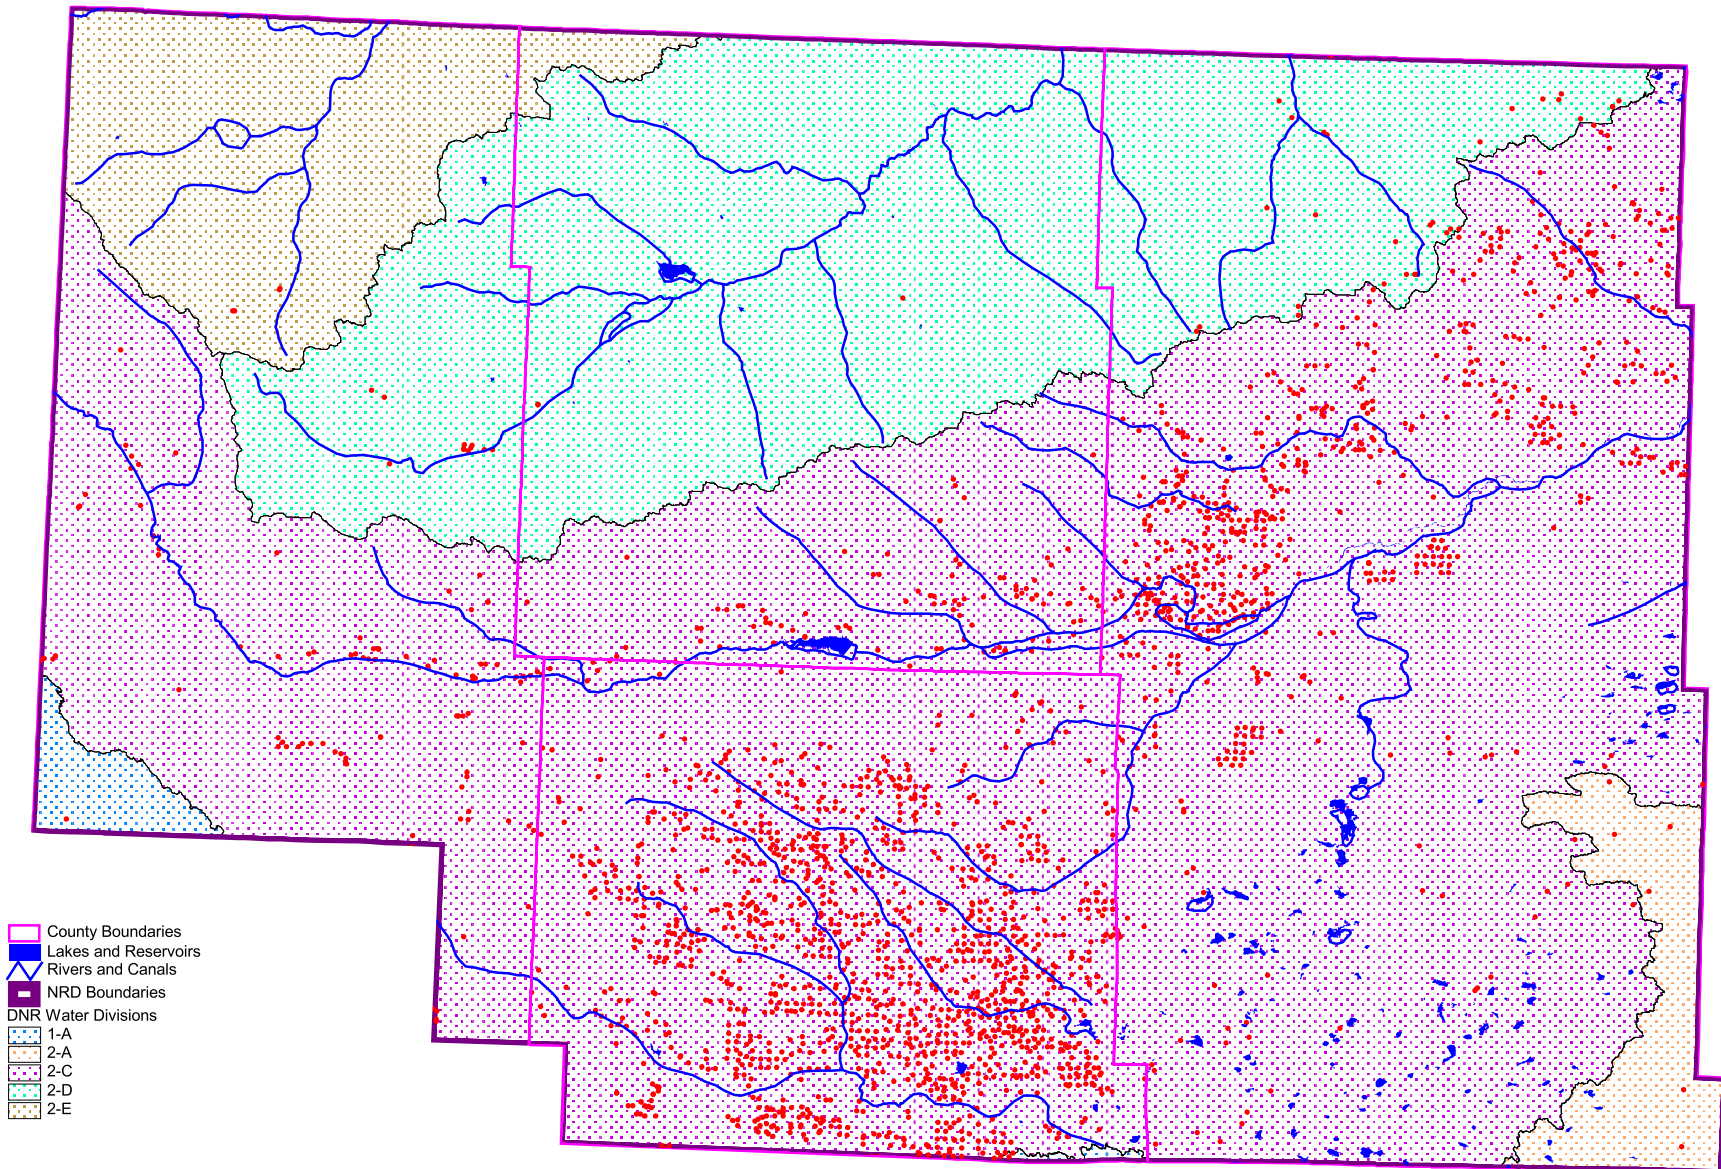 County Boundaries
Lakes and Reservoirs
Rivers and Canals
NRD Boundaries
DNR Water Divisions
1-A
2-A
2-C
2-D
2-E